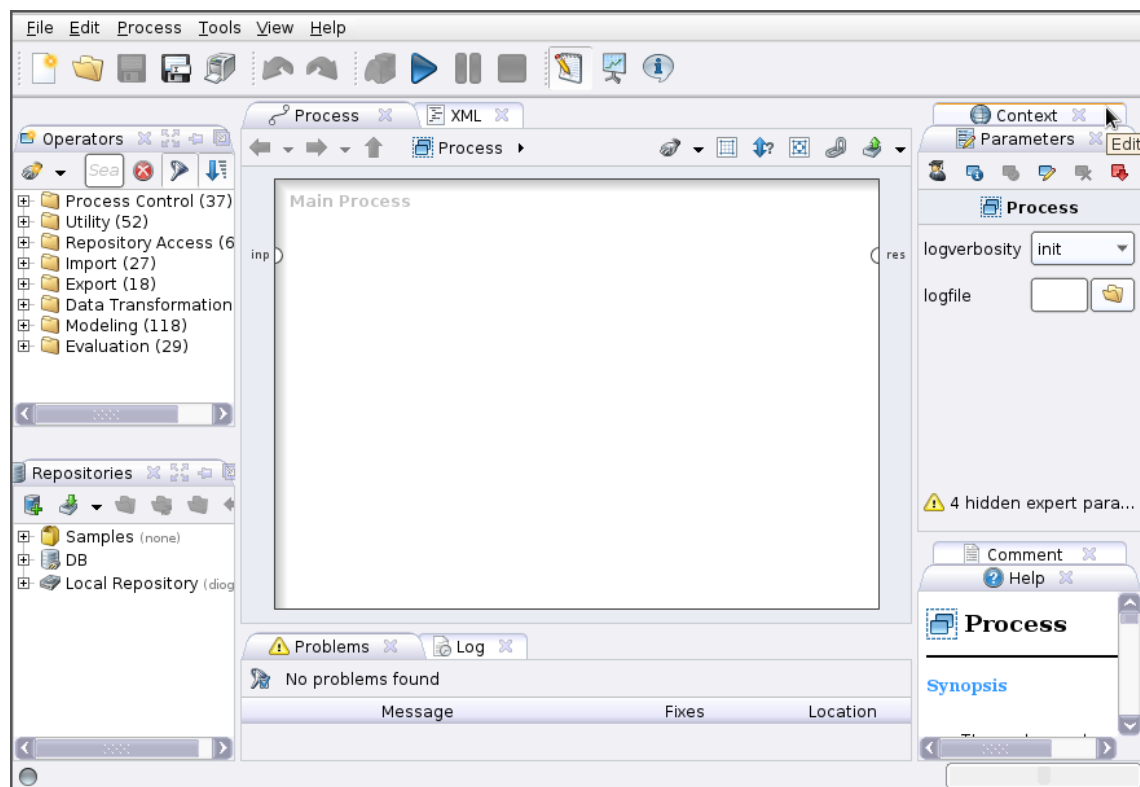 File Edit Process Tools View Help
Process XML
Context
Operators
Parameters
Edit
Process
Sea
Process
Process Control (37)
Utility (52)
Repository Access (6
Import (27)
Export (18)
Data Transformation
Modeling (118)
Evaluation (29)
Main Process
inp
res
logverbosity init
logfile
4 hidden expert para...
Repositories
Samples (none)
DB
Local Repository (diog
Comment
Help
Process
Synopsis
Problems Log
No problems found
Message Fixes Location